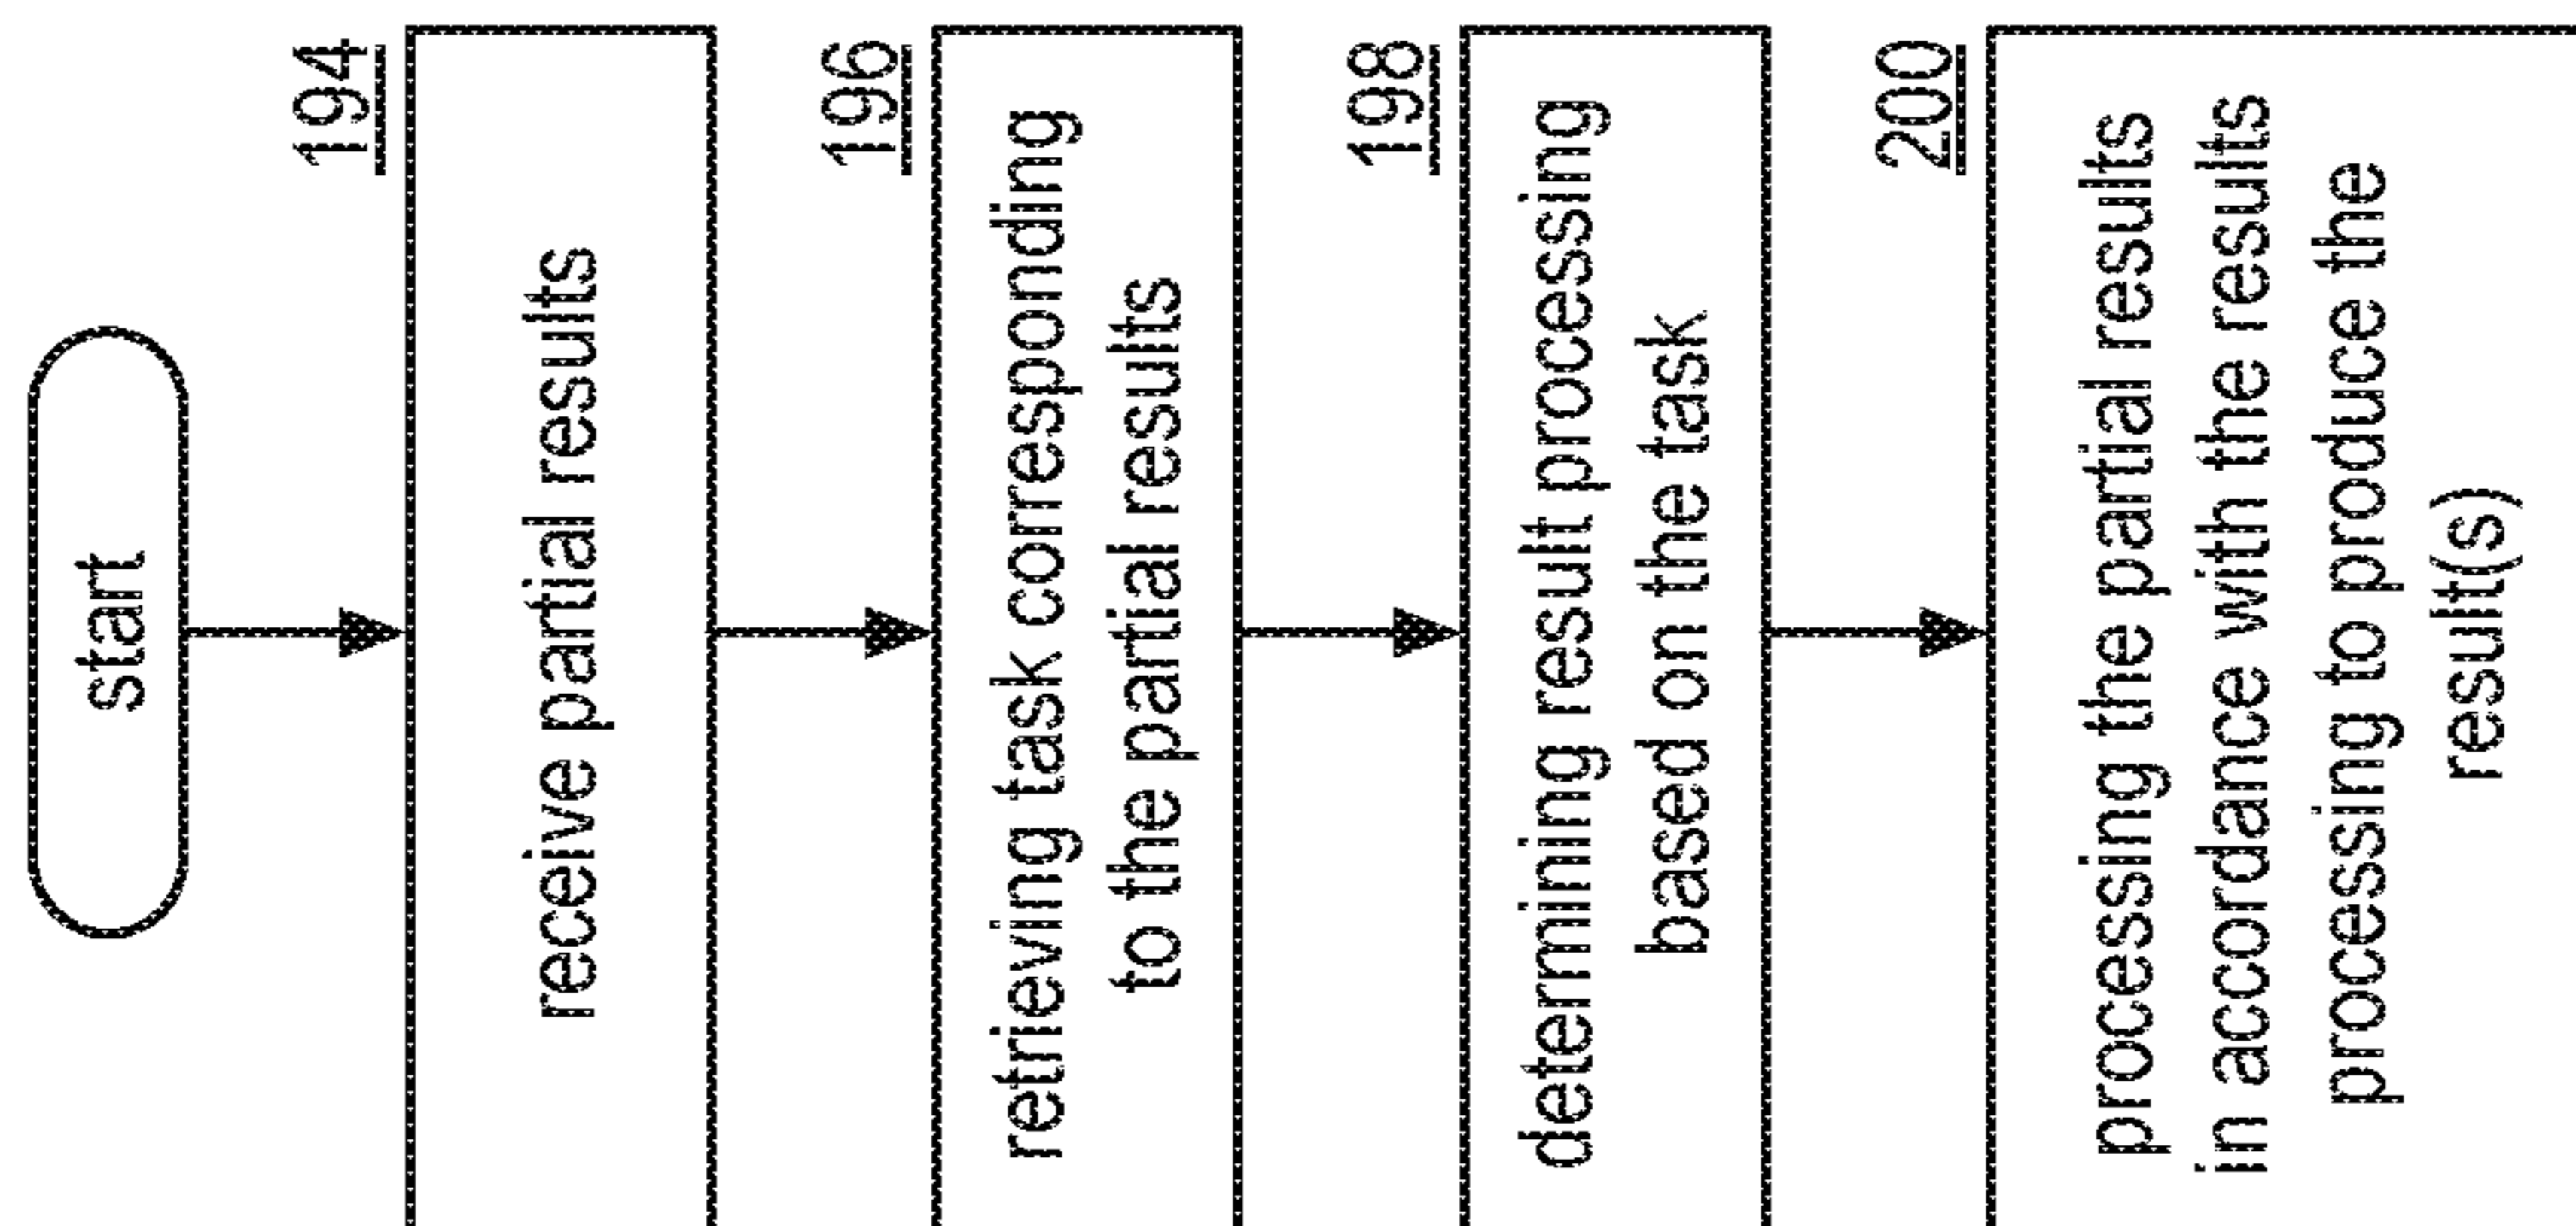 start
194
receive partial results
196
retrieving task corresponding
to the partial results
198
determining result processing
based on the task
200
processing the partial results
in accordance with the results
processing to produce the
result(s)